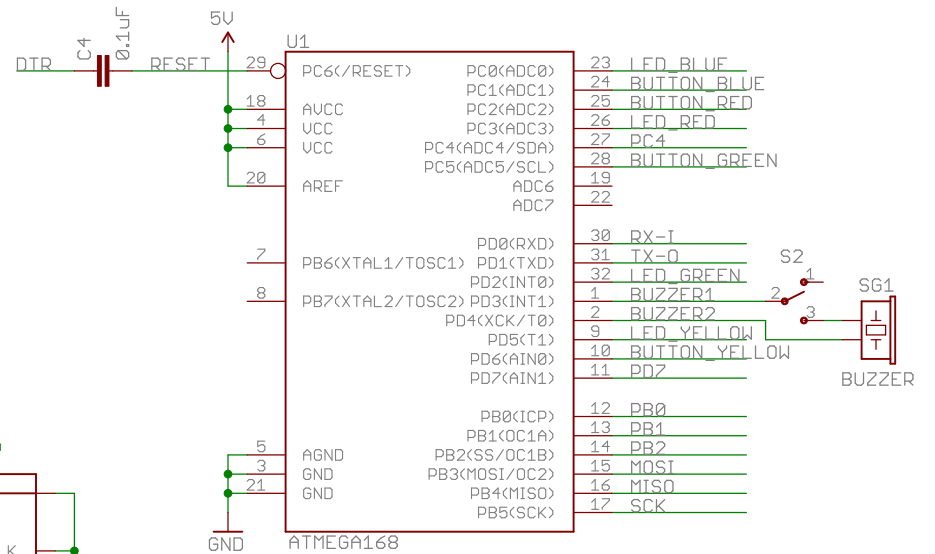 5V
C4
0.1uF
U1
DTR
RESET
29 PC6(/RESET)
18 AVCC
4 VCC
6 VCC
20 AREF
7 PB6(XTAL1/TOSC1)
8 PB7(XTAL2/TOSC2)
5 AGND
3 GND
21 GND
GND
ATMEGA168
PC0(ADC0) 23 LED_BLUE
PC1(ADC1) 24 BUTTON_BLUE
PC2(ADC2) 25 BUTTON_RED
PC3(ADC3) 26 LED_RED
PC4(ADC4/SDA) 27 PC4
PC5(ADC5/SCL) 28 BUTTON_GREEN
ADC6 19
ADC7 22
PD0(RXD) 30 RX-I
PD1(TXD) 31 TX-O
PD2(INT0) 32 LED_GREEN
PD3(INT1) 1 BUZZER1
PD4(XCK/T0) 2 BUZZER2
PD5(T1) 9 LED_YELLOW
PD6(AIN0) 10 BUTTON_YELLOW
PD7(AIN1) 11 PD7
PB0(ICP) 12 PB0
PB1(OC1A) 13 PB1
PB2(SS/OC1B) 14 PB2
PB3(MOSI/OC2) 15 MOSI
PB4(MISO) 16 MISO
PB5(SCK) 17 SCK
S2
1
2
3
SG1
BUZZER
K